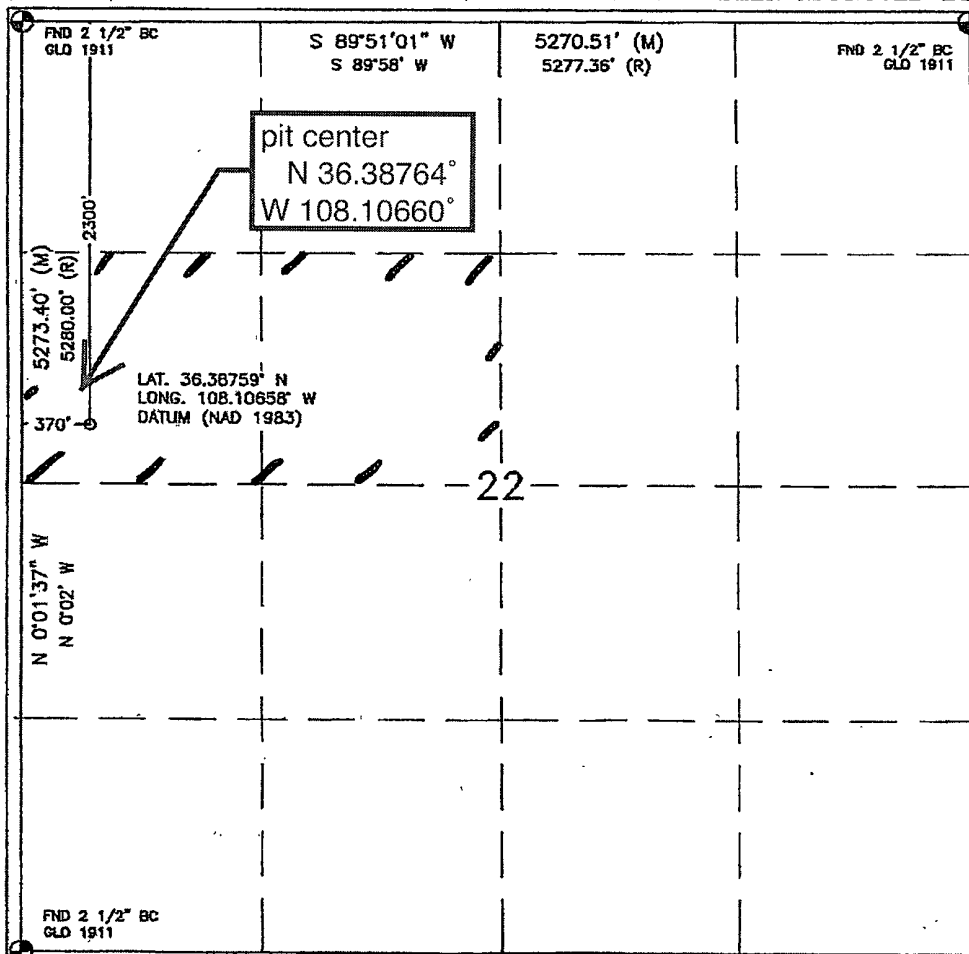 FND 2 1/2" BC
GLO 1911
S 89°51'01" W
S 89°58' W
5270.51' (M)
5277.36' (R)
FND 2 1/2" BC
GLO 1911
pit center
N 36.38764°
W 108.10660°
2300'
5273.40' (M)
5280.00' (R)
LAT. 36.38759° N
LONG. 108.10658° W
DATUM (NAD 1983)
370'
22
N 0°01'37" W
N 0°02' W
FND 2 1/2" BC
GLO 1911